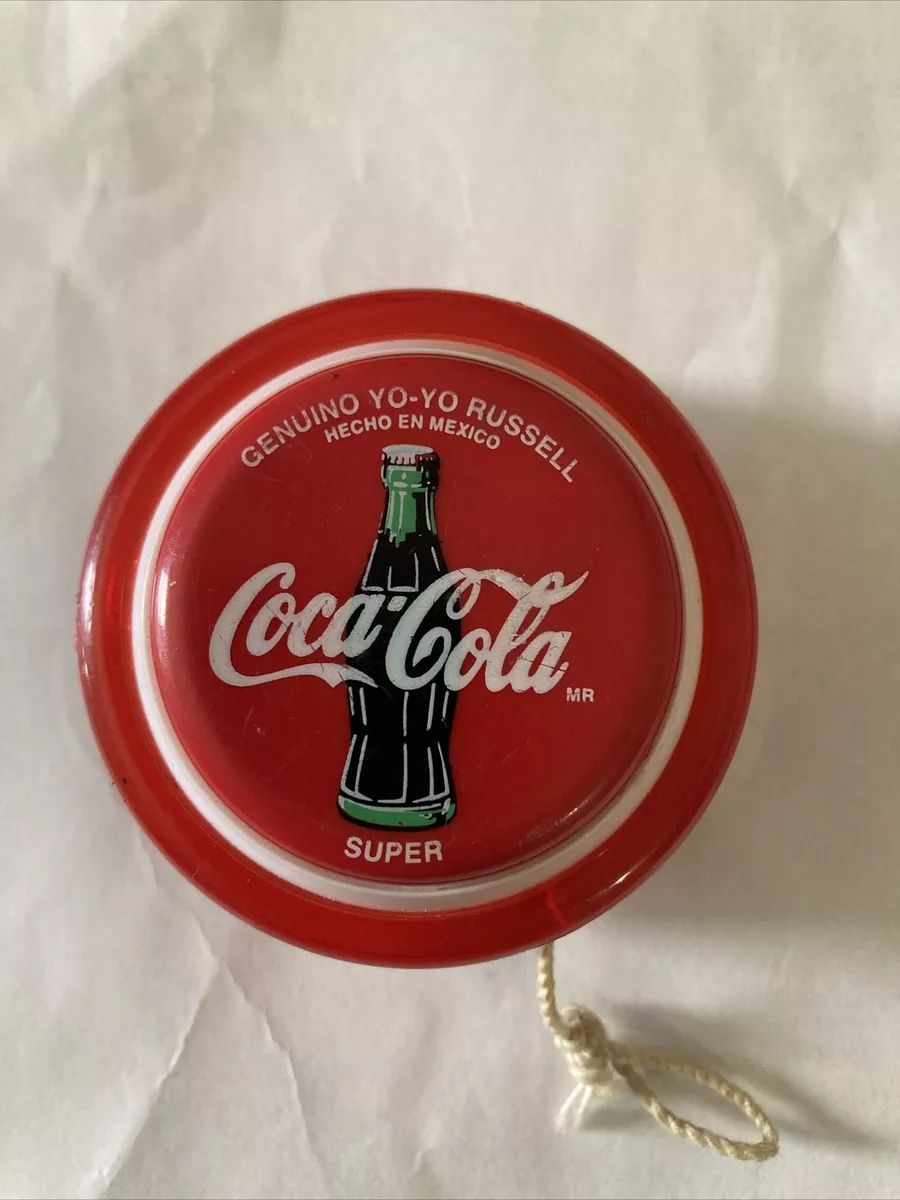 GENUINO YO-YO RUSSELL
HECHO EN MEXICO
Coca-Cola MR
SUPER